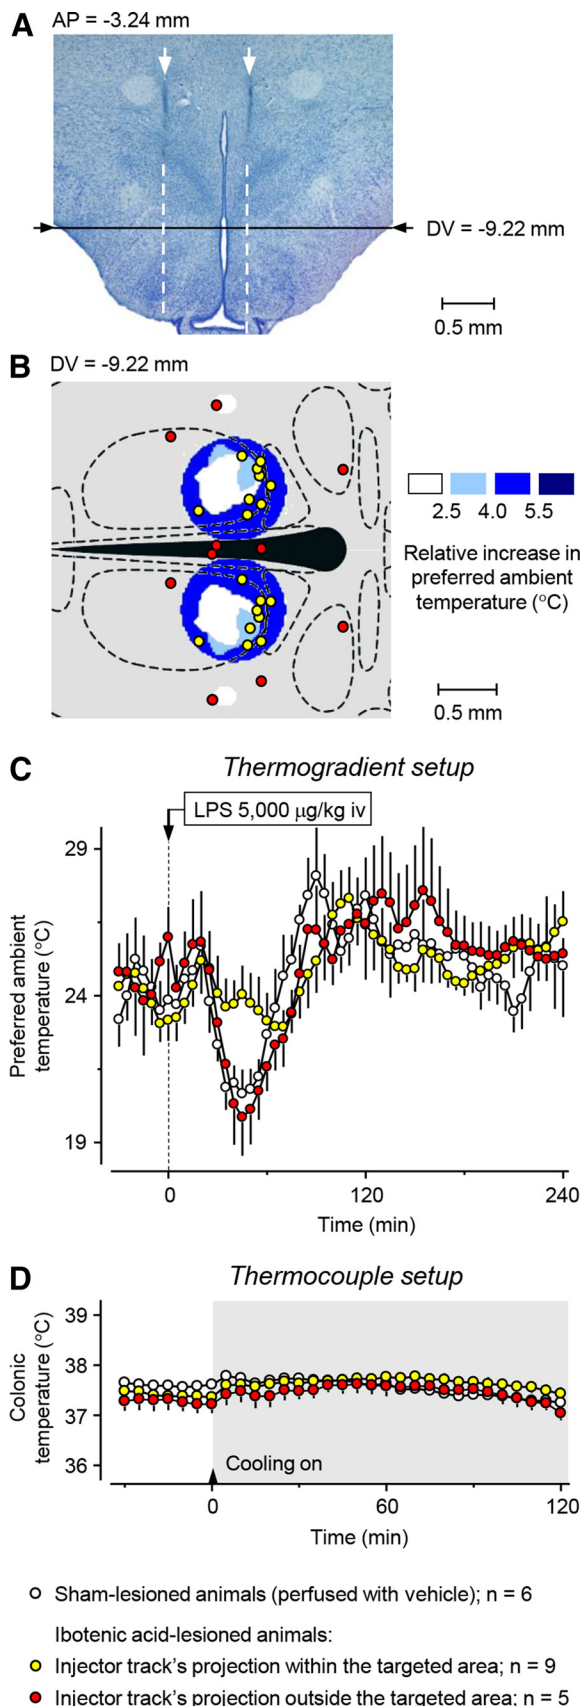 A
AP = -3.24 mm
DV = -9.22 mm
0.5 mm
B
DV = -9.22 mm
2.5 4.0 5.5
Relative increase in
preferred ambient
temperature (°C)
0.5 mm
C
Thermogradient setup
LPS 5,000 µg/kg iv
Preferred ambient
temperature (°C)
29
24
19
0 120 240
Time (min)
D
Thermocouple setup
Colonic
temperature (°C)
39
38
37
36
Cooling on
0 60 120
Time (min)
Sham-lesioned animals (perfused with vehicle); n = 6
Ibotenic acid-lesioned animals:
Injector track's projection within the targeted area; n = 9
Injector track's projection outside the targeted area; n = 5